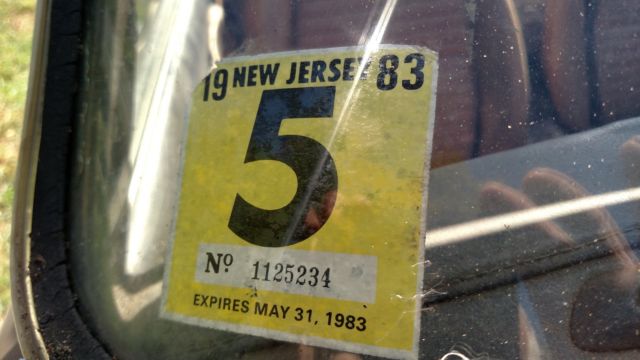 19 NEW JERSEY 83
5
Nº 1125234
EXPIRES MAY 31, 1983